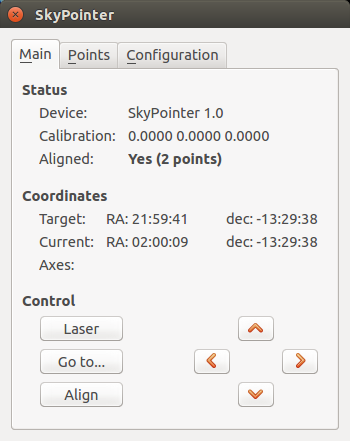 SkyPointer
Main Points Configuration
Status
Device: SkyPointer 1.0
Calibration: 0.0000 0.0000 0.0000
Aligned: Yes (2 points)
Coordinates
Target: RA: 21:59:41 dec: -13:29:38
Current: RA: 02:00:09 dec: -13:29:38
Axes:
Control
Laser
Go to...
Align